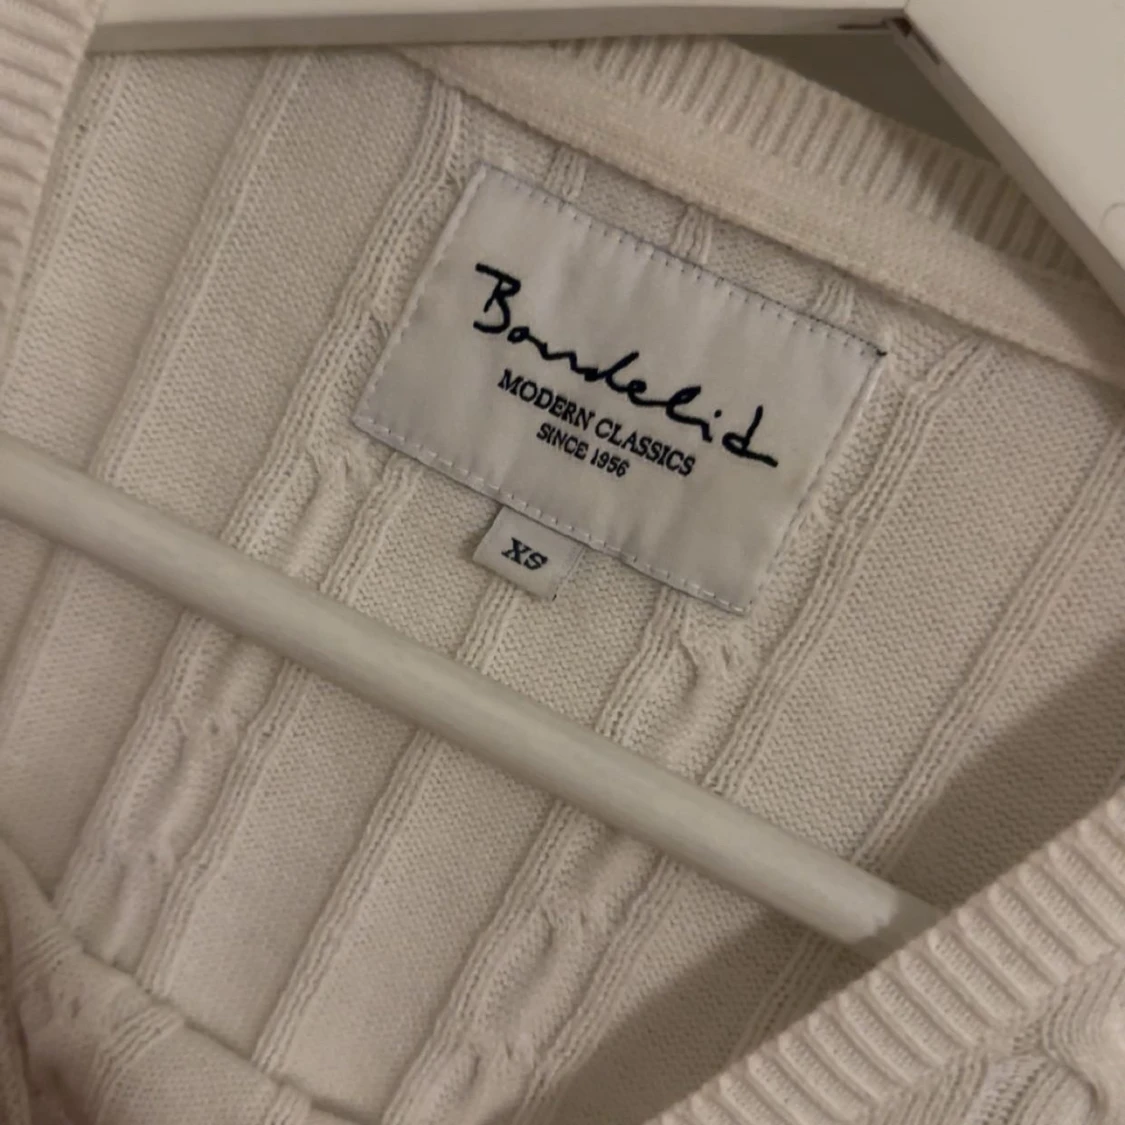 Bondelid
MODERN CLASSICS
SINCE 1956
XS